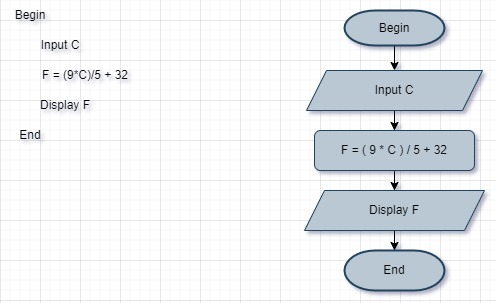 Begin
Input C
F = (9*C)/5 + 32
Display F
End
Begin
Input C
F = ( 9 * C ) / 5 + 32
Display F
End